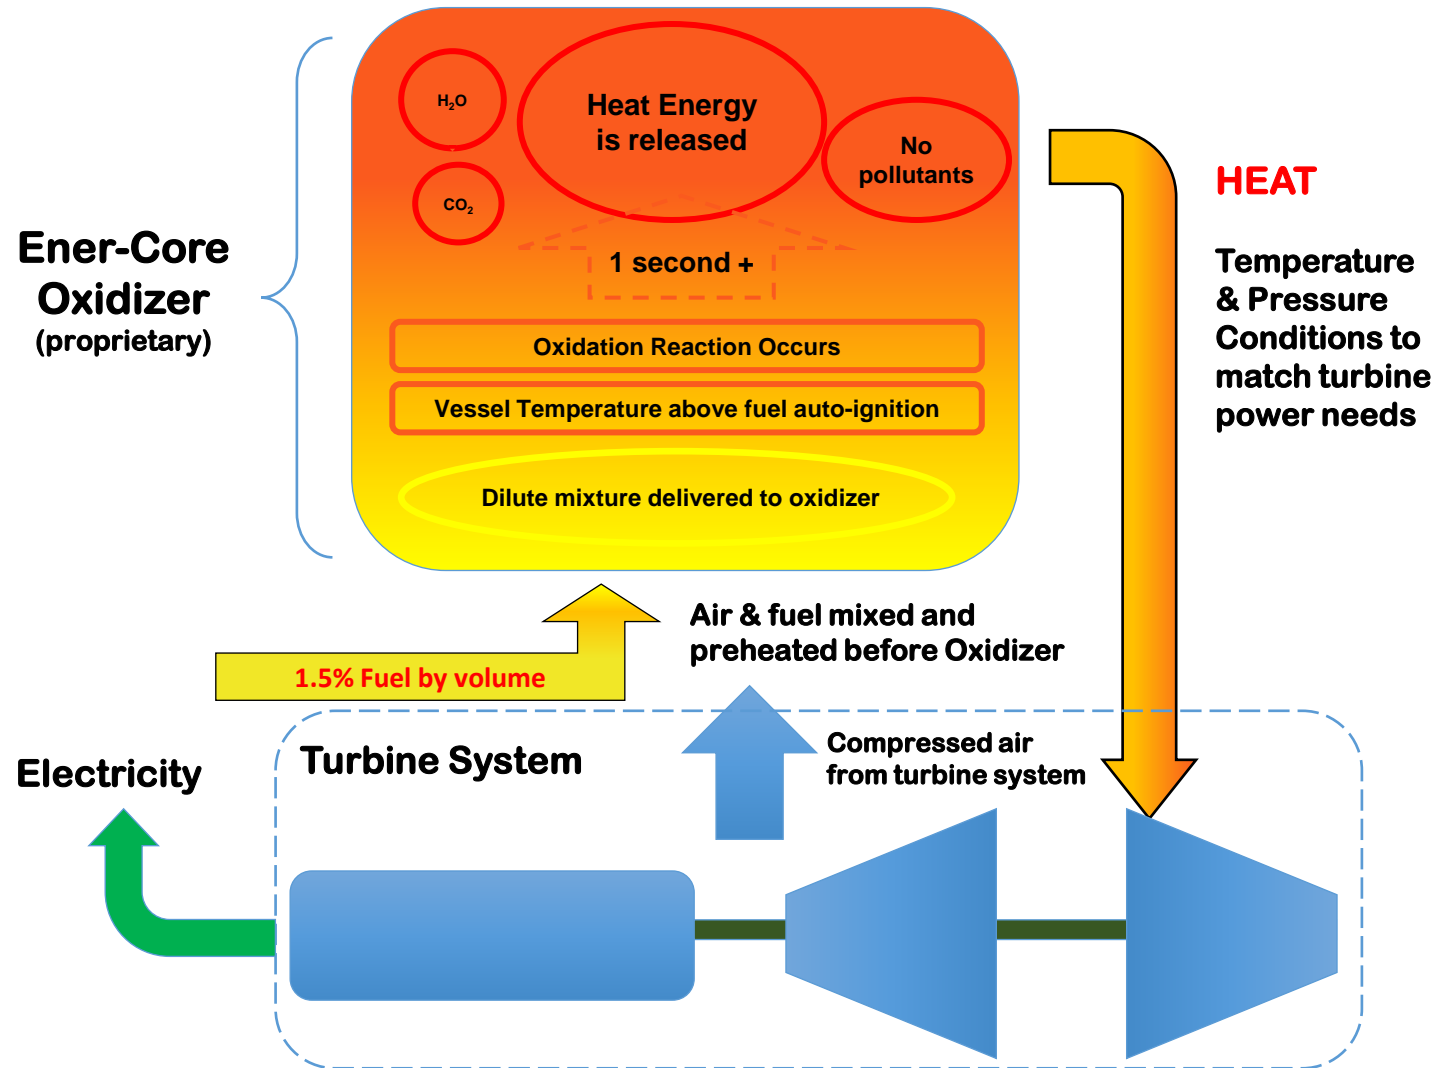 H₂O
Heat Energy
is released
No
pollutants
CO₂
1 second +
Oxidation Reaction Occurs
Vessel Temperature above fuel auto-ignition
Dilute mixture delivered to oxidizer
Ener-Core
Oxidizer
(proprietary)
HEAT
Temperature
& Pressure
Conditions to
match turbine
power needs
1.5% Fuel by volume
Air & fuel mixed and
preheated before Oxidizer
Turbine System
Compressed air
from turbine system
Electricity